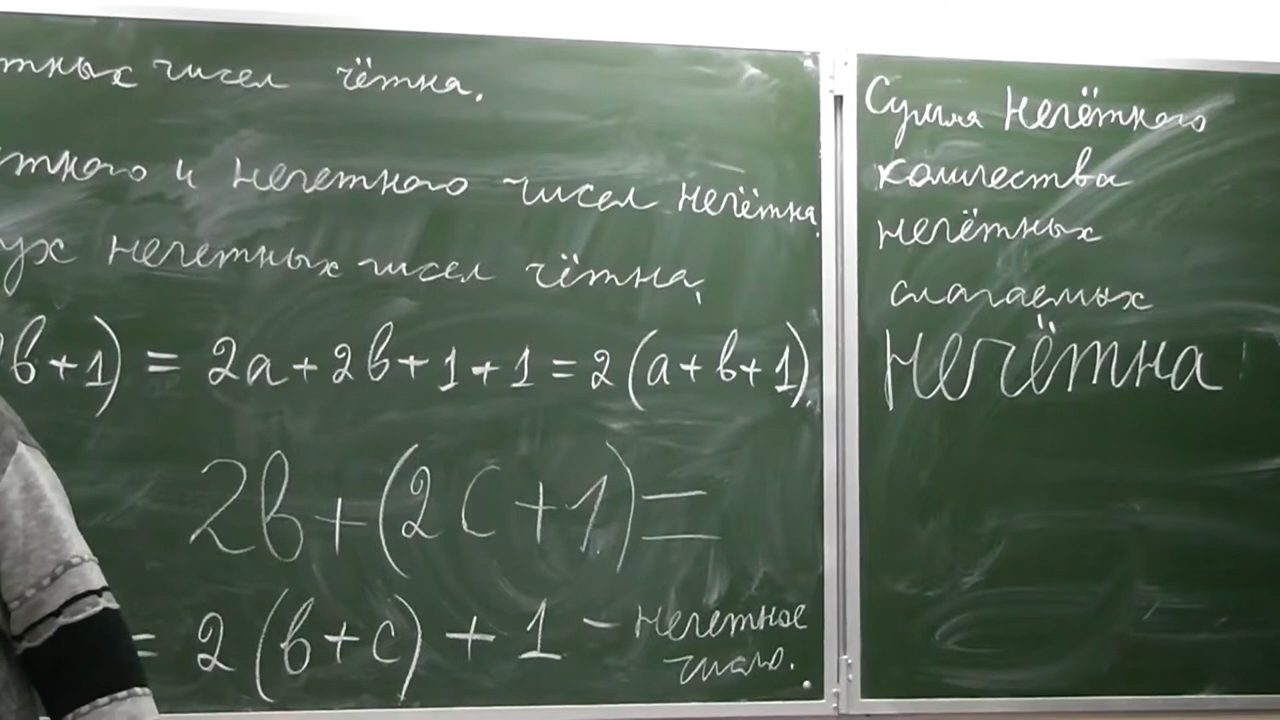 тных чисел чётна.
тного и нечетного чисел нечётна.
ух нечетных чисел чётна,
в+1) = 2а+2в+1+1=2(а+в+1)
2в+(2с+1)=
= 2(в+с) + 1 - нечетное
число.
Сумма нечётного
количества
нечётных
слагаемых
нечётна